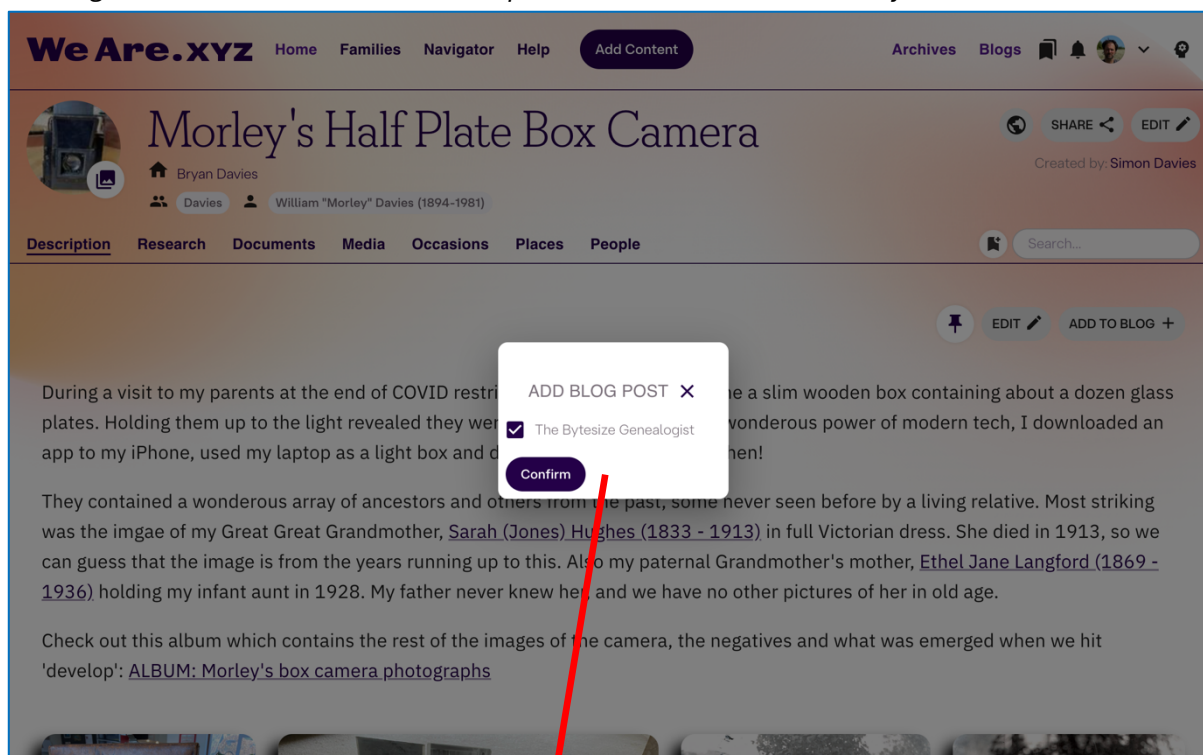 We Are.xyz Home Families Navigator Help Add Content Archives Blogs
Morley's Half Plate Box Camera
SHARE EDIT
Bryan Davies
Created by: Simon Davies
Davies William "Morley" Davies (1894-1981)
Description Research Documents Media Occasions Places People Search...
EDIT ADD TO BLOG +
ADD BLOG POST
The Bytesize Genealogist
Confirm
During a visit to my parents at the end of COVID restri e a slim wooden box containing about a dozen glass
plates. Holding them up to the light revealed they wer wonderous power of modern tech, I downloaded an
app to my iPhone, used my laptop as a light box and d hen!
They contained a wonderous array of ancestors and others from the past, some never seen before by a living relative. Most striking
was the imgae of my Great Great Grandmother, Sarah (Jones) Hughes (1833 - 1913) in full Victorian dress. She died in 1913, so we
can guess that the image is from the years running up to this. Also my paternal Grandmother's mother, Ethel Jane Langford (1869 -
1936) holding my infant aunt in 1928. My father never knew her, and we have no other pictures of her in old age.
Check out this album which contains the rest of the images of the camera, the negatives and what was emerged when we hit
'develop': ALBUM: Morley's box camera photographs